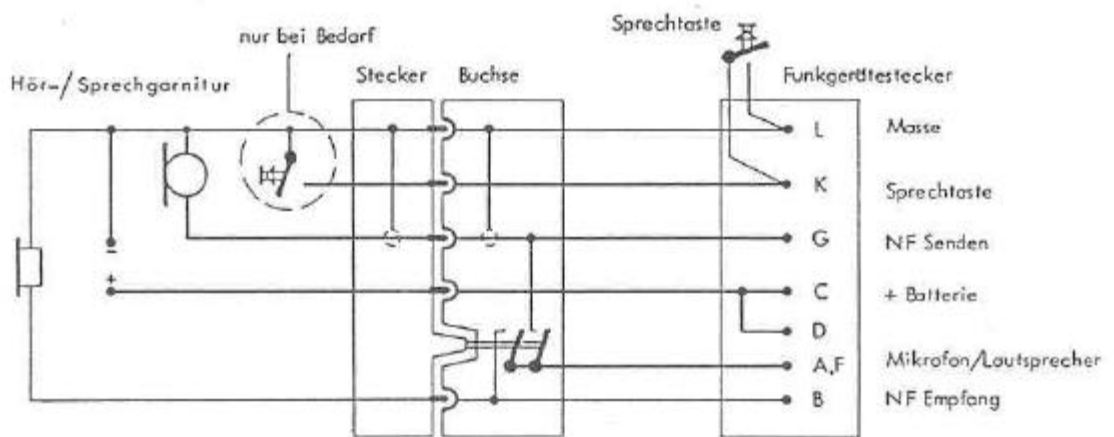 Sprechtaste
nur bei Bedarf
Stecker Buchse Funkgerätestecker
Hör-/Sprechgarnitur
L Masse
K Sprechtaste
G NF Senden
-
+
C + Batterie
D
A,F Mikrofon/Lautsprecher
B NF Empfang